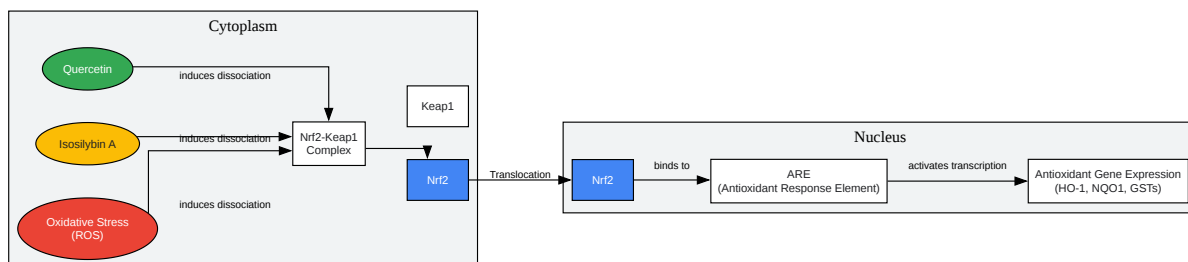 Cytoplasm
Quercetin
induces dissociation
Keap1
Isosilybin A
induces dissociation
Nrf2-Keap1
Complex
Nrf2
Translocation
induces dissociation
Oxidative Stress
(ROS)
Nucleus
Nrf2
binds to
ARE
(Antioxidant Response Element)
activates transcription
Antioxidant Gene Expression
(HO-1, NQO1, GSTs)